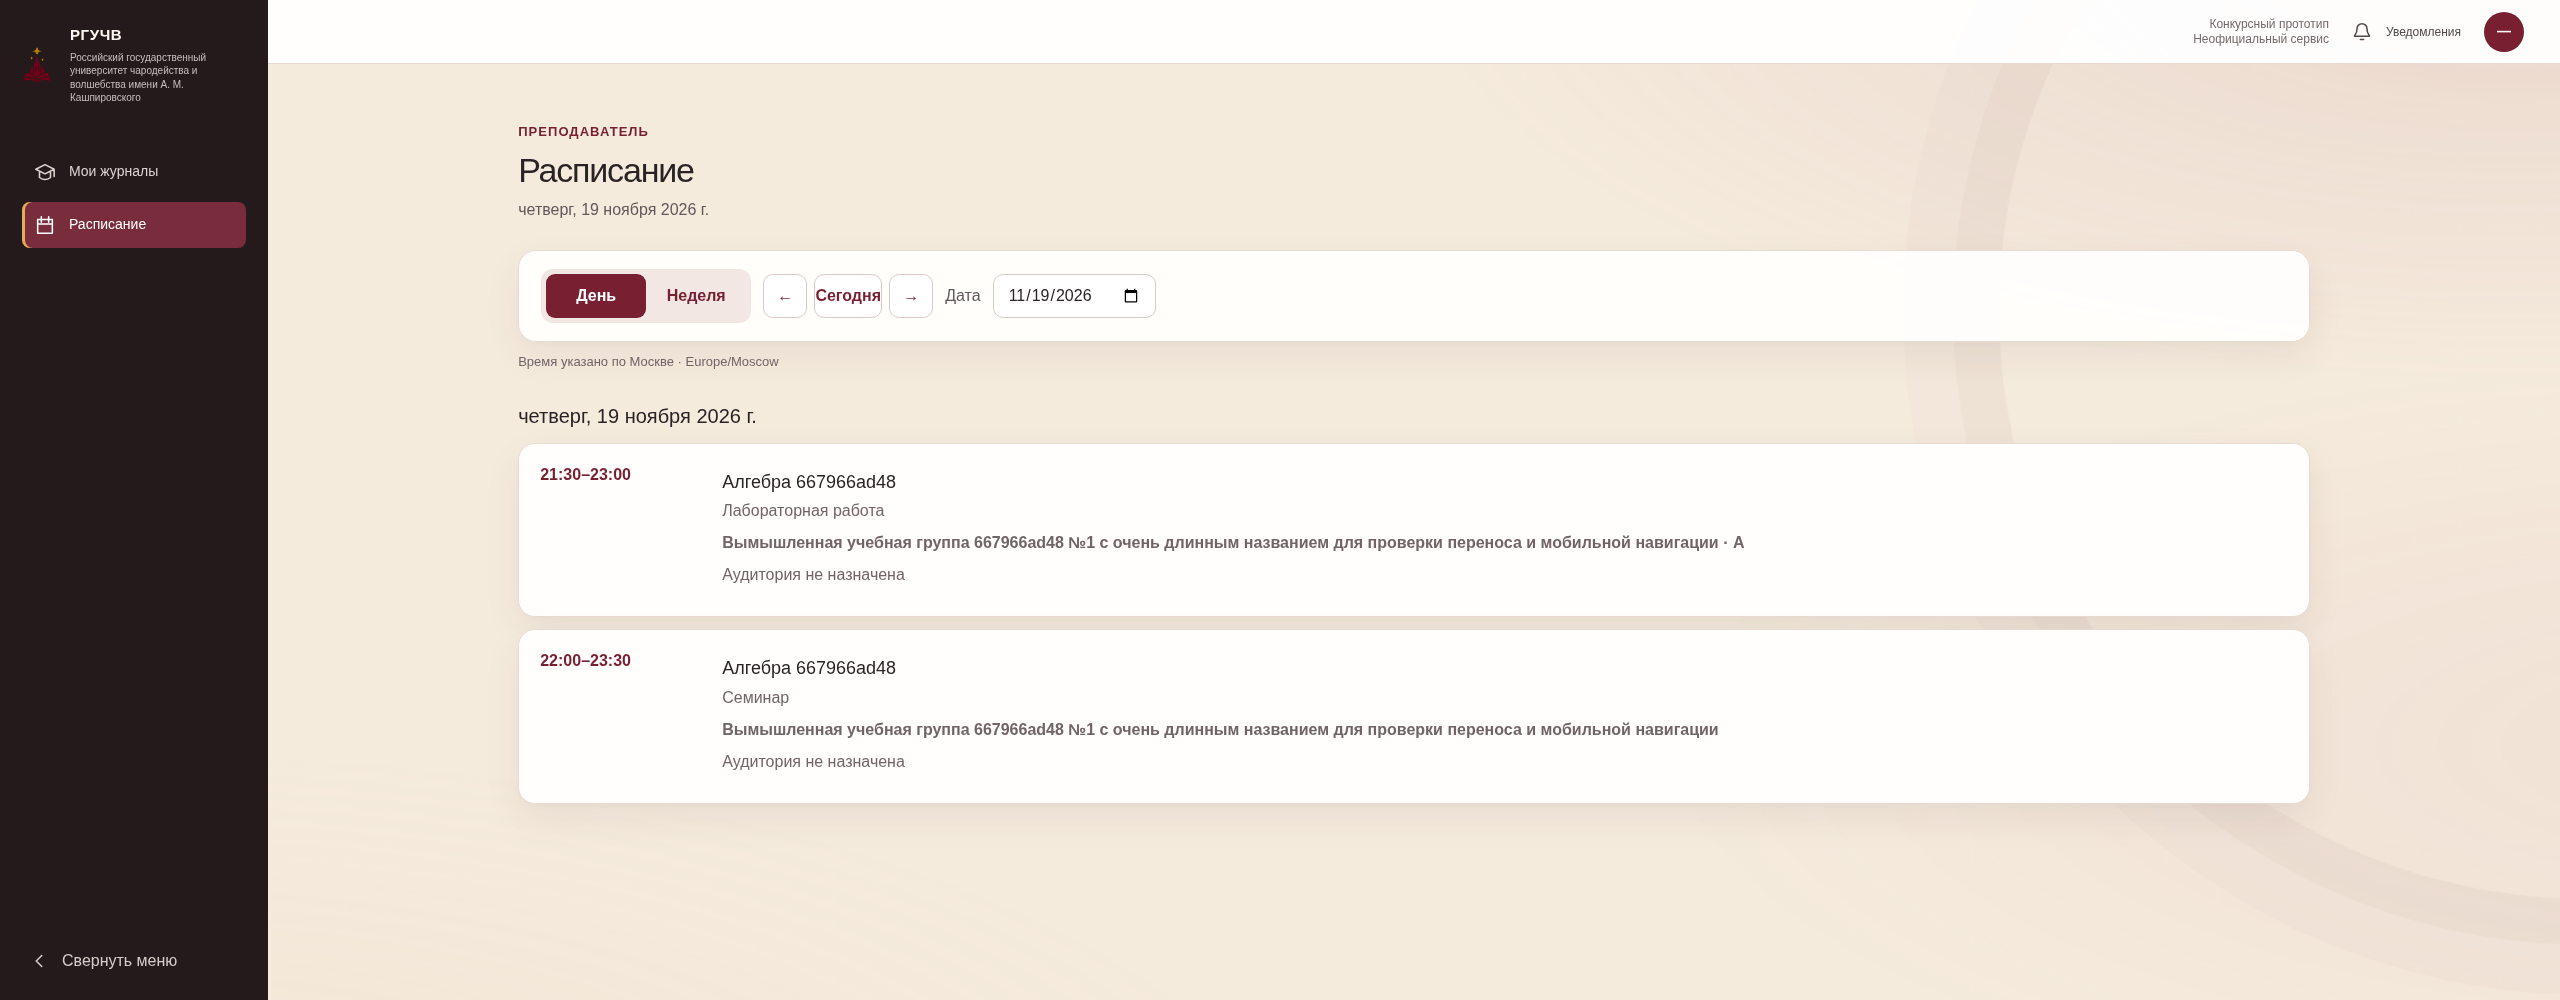 РГУЧВ
Российский государственный
университет чародейства и
волшебства имени А. М.
Кашпировского
Мои журналы
Расписание
Свернуть меню
Конкурсный прототип
Неофициальный сервис
Уведомления
ПРЕПОДАВАТЕЛЬ
Расписание
четверг, 19 ноября 2026 г.
День Неделя ← Сегодня → Дата 11/19/2026
Время указано по Москве · Europe/Moscow
четверг, 19 ноября 2026 г.
21:30–23:00
Алгебра 667966ad48
Лабораторная работа
Вымышленная учебная группа 667966ad48 №1 с очень длинным названием для проверки переноса и мобильной навигации · А
Аудитория не назначена
22:00–23:30
Алгебра 667966ad48
Семинар
Вымышленная учебная группа 667966ad48 №1 с очень длинным названием для проверки переноса и мобильной навигации
Аудитория не назначена